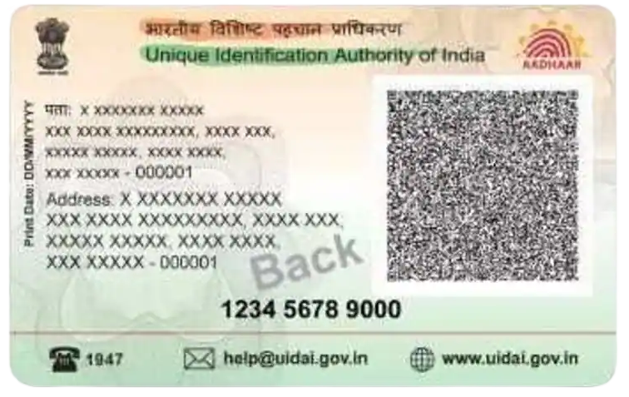 भारतीय विशिष्ट पहचान प्राधिकरण
Unique Identification Authority of India
AADHAAR
Print Date: DD/MM/YYYY
पता: X XXXXXXX XXXXX
XXX XXXX XXXXXXXXX, XXXX XXX,
XXXXX XXXXX, XXXX XXXX,
XXX XXXXX - 000001
Address: X XXXXXXX XXXXX
XXX XXXX XXXXXXXXX, XXXX XXX,
XXXXX XXXXX, XXXX XXXX,
XXX XXXXX - 000001
Back
1234 5678 9000
1947
help@uidai.gov.in
www.uidai.gov.in